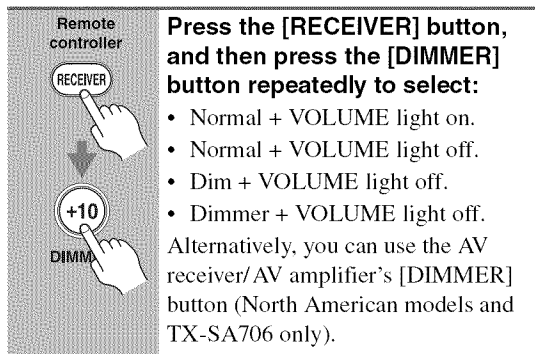 Remote
controller
RECEIVER
+10
Press the [RECEIVER] button,
and then press the [DIMMER]
button repeatedly to select:
• Normal + VOLUME light on.
• Normal + VOLUME light off.
• Dim + VOLUME light off.
• Dimmer + VOLUME light off.
Alternatively, you can use the AV
receiver/AV amplifier's [DIMMER]
button (North American models and
TX-SA706 only).